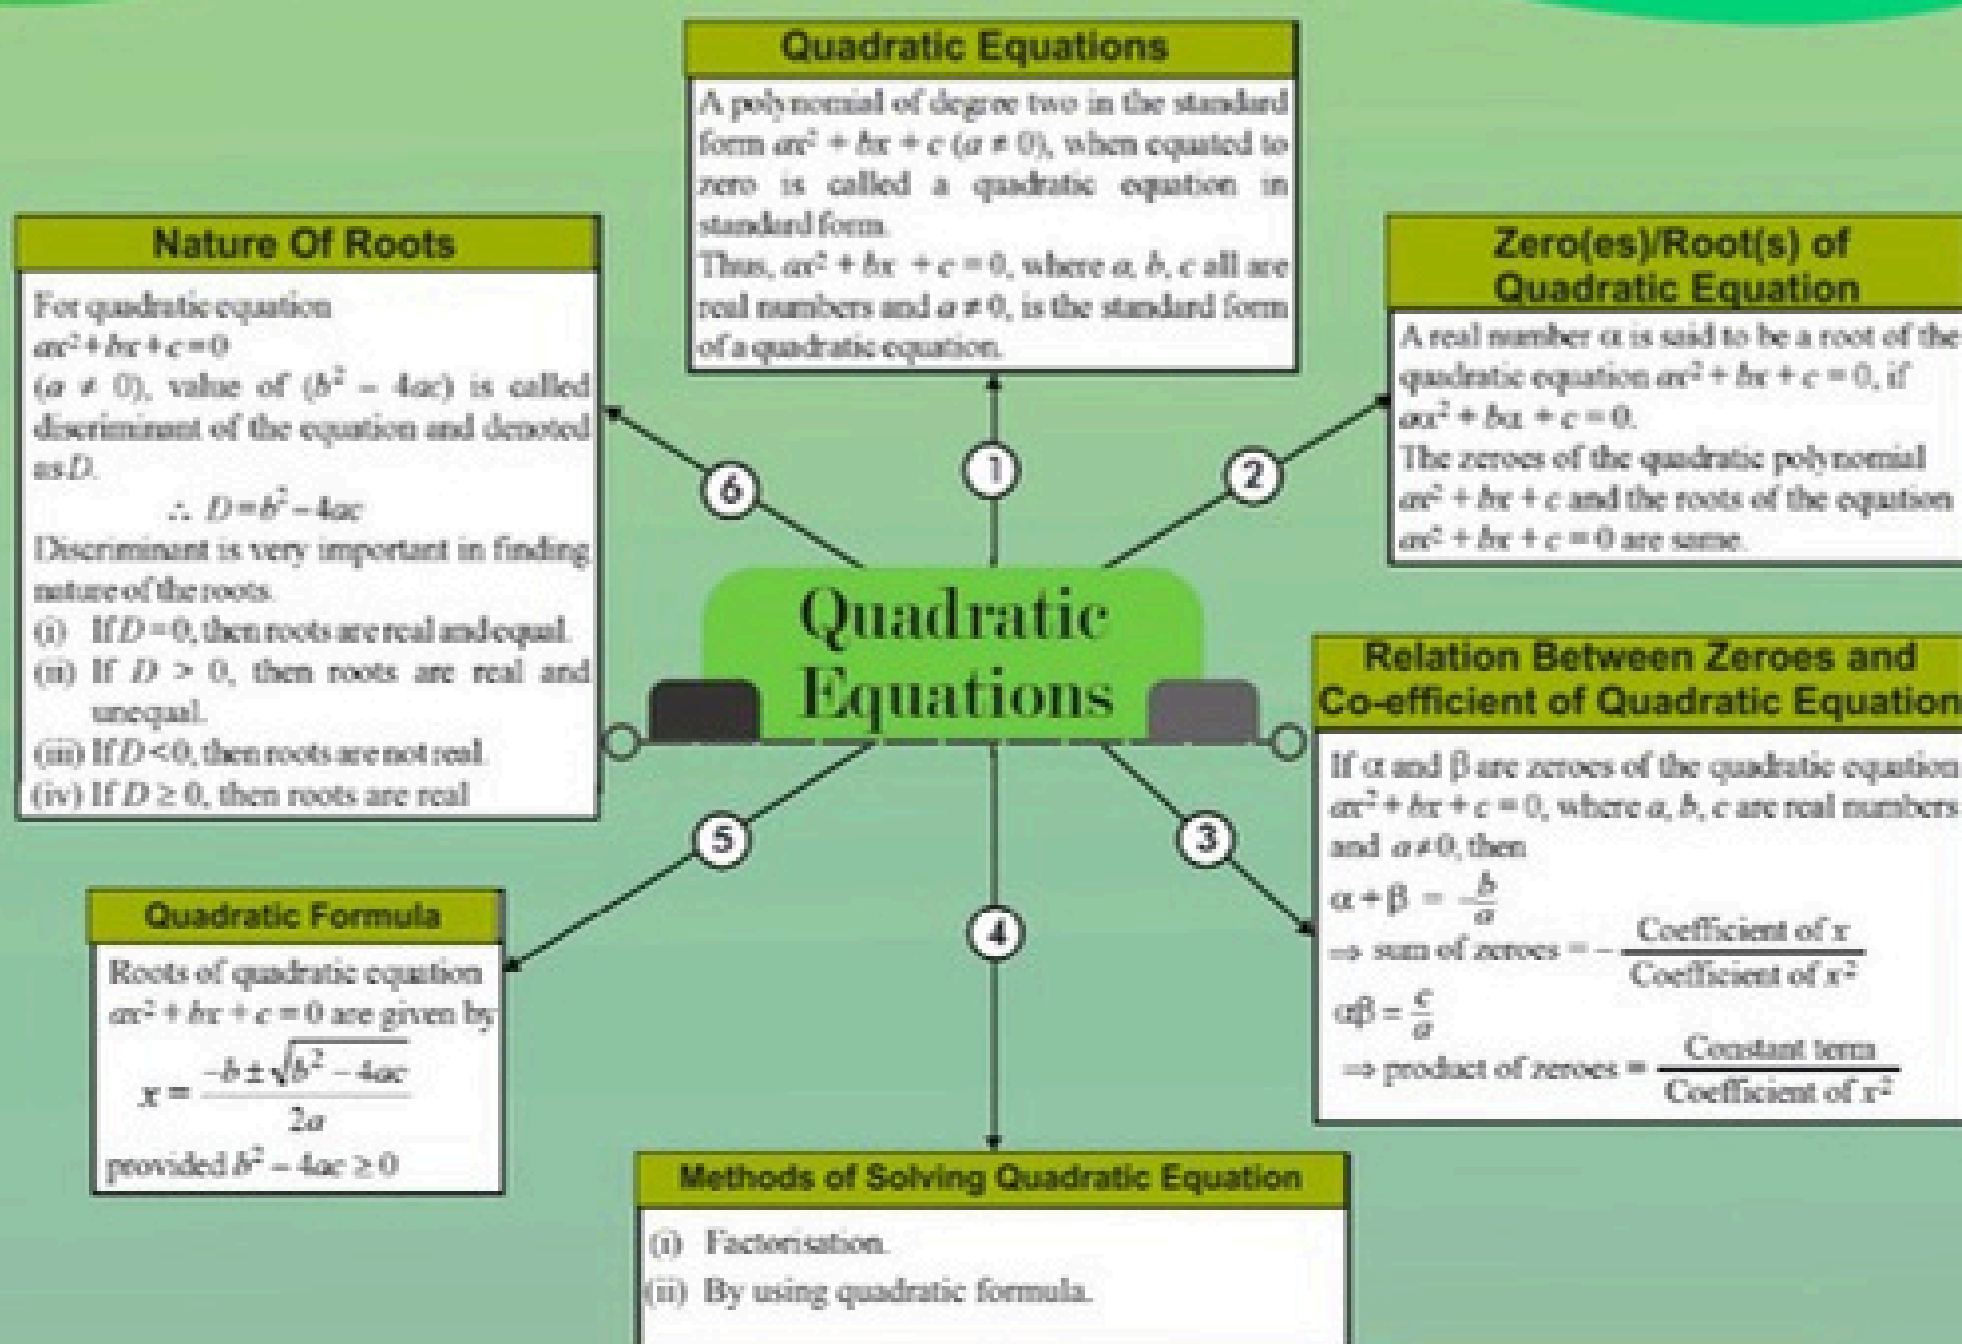 Quadratic Equations
A polynomial of degree two in the standard
form ax² + bx + c (a ≠ 0), when equated to
zero is called a quadratic equation in
standard form.
Thus, ax² + bx + c = 0, where a, b, c all are
real numbers and a ≠ 0, is the standard form
of a quadratic equation.
Nature Of Roots
For quadratic equation
ax² + bx + c = 0
(a ≠ 0), value of (b² – 4ac) is called
discriminant of the equation and denoted
as D.
∴ D = b² – 4ac
Discriminant is very important in finding
nature of the roots.
(i) If D = 0, then roots are real and equal.
(ii) If D > 0, then roots are real and
unequal.
(iii) If D < 0, then roots are not real.
(iv) If D ≥ 0, then roots are real
Zero(es)/Root(s) of
Quadratic Equation
A real number α is said to be a root of the
quadratic equation ax² + bx + c = 0, if
aα² + bα + c = 0.
The zeroes of the quadratic polynomial
ax² + bx + c and the roots of the equation
ax² + bx + c = 0 are same.
6
1
2
Quadratic
Equations
Relation Between Zeroes and
Co-efficient of Quadratic Equation
If α and β are zeroes of the quadratic equation
ax² + bx + c = 0, where a, b, c are real numbers
and a ≠ 0, then
α + β = -b/a
⇒ sum of zeroes = – Coefficient of x / Coefficient of x²
αβ = c/a
⇒ product of zeroes = Constant term / Coefficient of x²
5
3
4
Quadratic Formula
Roots of quadratic equation
ax² + bx + c = 0 are given by
x = -b ± √b² – 4ac / 2a
provided b² – 4ac ≥ 0
Methods of Solving Quadratic Equation
(i) Factorisation.
(ii) By using quadratic formula.